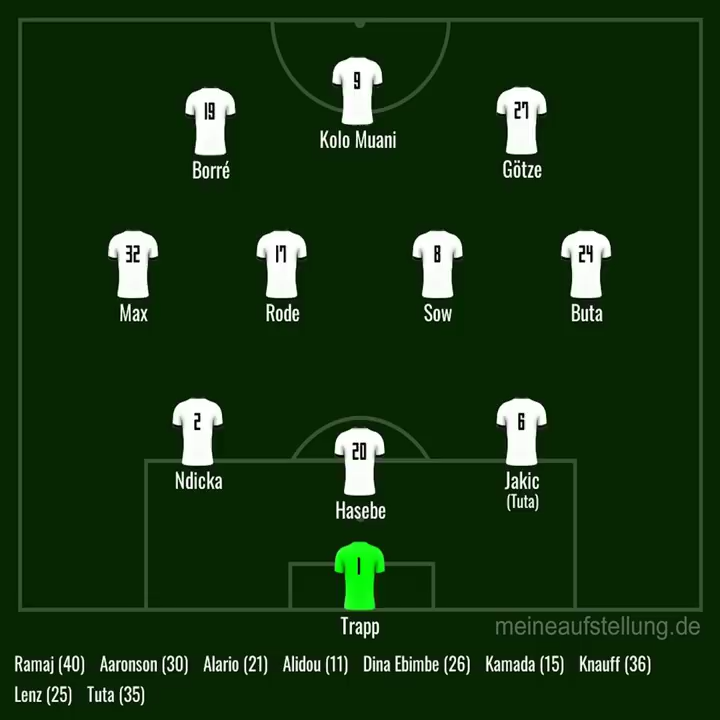 9
19
27
Kolo Muani
Borré
Götze
32
17
8
24
Max
Rode
Sow
Buta
2
6
20
Ndicka
Jakic
(Tuta)
Hasebe
1
Trapp
meineaufstellung.de
Ramaj (40) Aaronson (30) Alario (21) Alidou (11) Dina Ebimbe (26) Kamada (15) Knauff (36)
Lenz (25) Tuta (35)